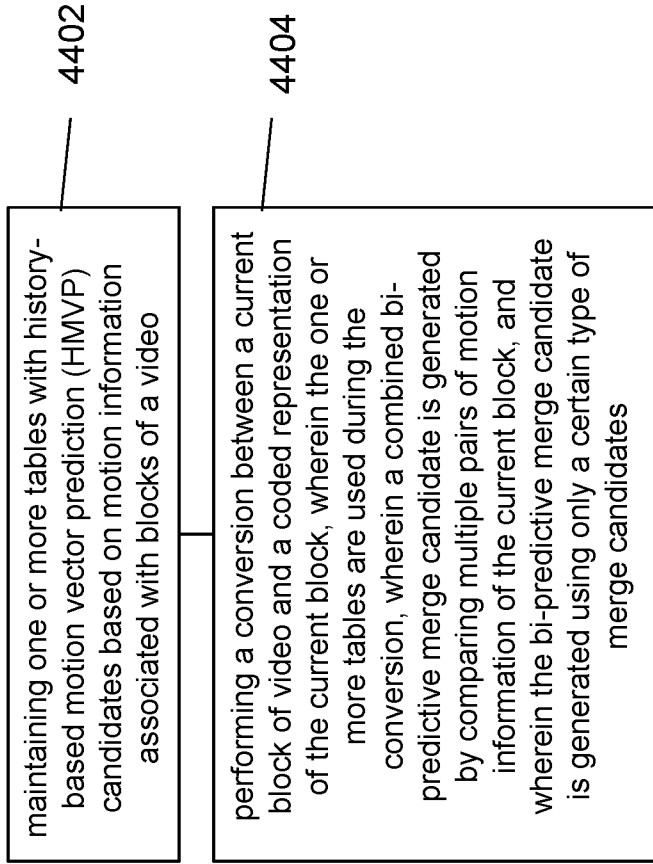 maintaining one or more tables with history-
based motion vector prediction (HMVP)
candidates based on motion information
associated with blocks of a video
4402
performing a conversion between a current
block of video and a coded representation
of the current block, wherein the one or
more tables are used during the
conversion, wherein a combined bi-
predictive merge candidate is generated
by comparing multiple pairs of motion
information of the current block, and
wherein the bi-predictive merge candidate
is generated using only a certain type of
merge candidates
4404